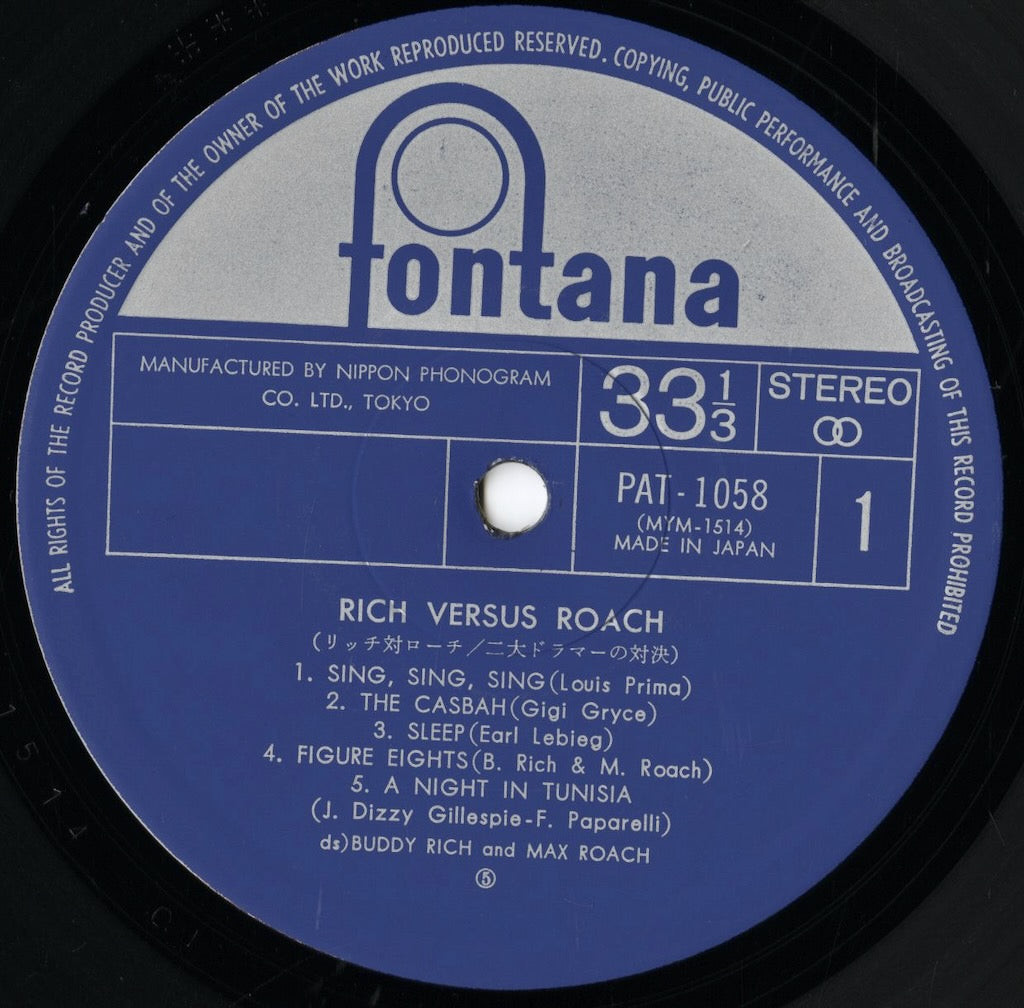 ALL RIGHTS OF THE RECORD PRODUCER AND OF THE OWNER OF THE WORK REPRODUCED RESERVED. COPYING, PUBLIC PERFORMANCE AND BROADCASTING OF THIS RECORD PROHIBITED
fontana
MANUFACTURED BY NIPPON PHONOGRAM
CO. LTD., TOKYO
33 1/3
STEREO
PAT-1058
(MYM-1514)
MADE IN JAPAN
1
RICH VERSUS ROACH
(リッチ対ローチ/二大ドラマーの対決)
1. SING, SING, SING(Louis Prima)
2. THE CASBAH(Gigi Gryce)
3. SLEEP(Earl Lebieg)
4. FIGURE EIGHTS(B. Rich & M. Roach)
5. A NIGHT IN TUNISIA
(J. Dizzy Gillespie-F. Paparelli)
ds)BUDDY RICH and MAX ROACH
⑤